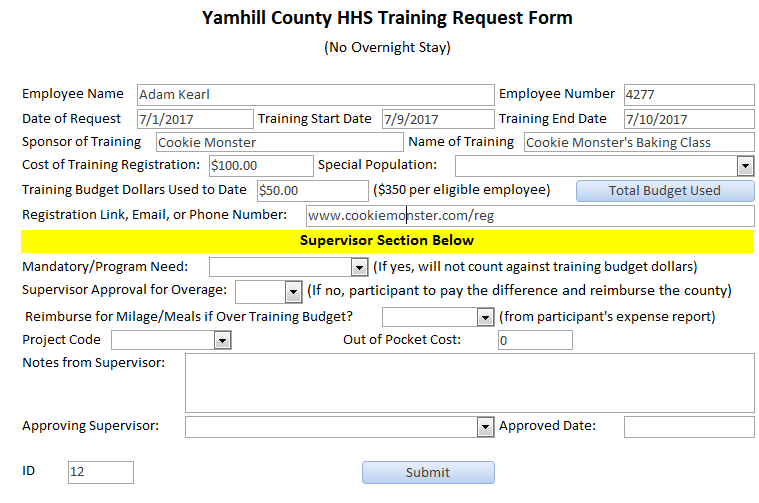 Yamhill County HHS Training Request Form
(No Overnight Stay)
Employee Name Adam Kearl Employee Number 4277
Date of Request 7/1/2017 Training Start Date 7/9/2017 Training End Date 7/10/2017
Sponsor of Training Cookie Monster Name of Training Cookie Monster's Baking Class
Cost of Training Registration: $100.00 Special Population:
Training Budget Dollars Used to Date $50.00 ($350 per eligible employee) Total Budget Used
Registration Link, Email, or Phone Number: www.cookiemonster.com/reg
Supervisor Section Below
Mandatory/Program Need: (If yes, will not count against training budget dollars)
Supervisor Approval for Overage: (If no, participant to pay the difference and reimburse the county)
Reimburse for Milage/Meals if Over Training Budget? (from participant's expense report)
Project Code Out of Pocket Cost: 0
Notes from Supervisor:
Approving Supervisor: Approved Date:
ID 12 Submit